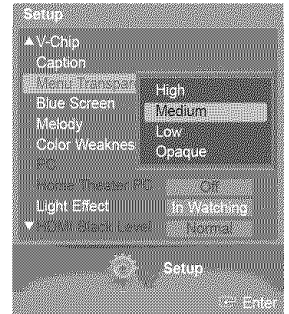 Setup
▲V-Chip
Caption
Menu Transpar
High
Blue Screen
Medium
Melody
Low
Color Weaknes
Opaque
PC
Home Theater PC Off
Light Effect In Watching
▼HDMI Black Level Normal
Setup
Enter